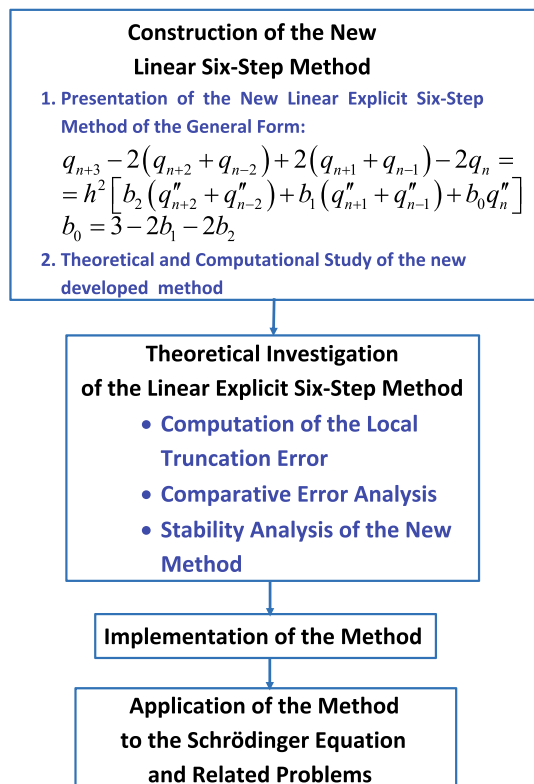 Construction of the New
Linear Six-Step Method
1. Presentation of the New Linear Explicit Six-Step
Method of the General Form:
q_{n+3} − 2(q_{n+2} + q_{n−2}) + 2(q_{n+1} + q_{n−1}) − 2q_n =
= h²[b_2(q″_{n+2} + q″_{n−2}) + b_1(q″_{n+1} + q″_{n−1}) + b_0 q″_n]
b_0 = 3 − 2b_1 − 2b_2
2. Theoretical and Computational Study of the new
developed method
Theoretical Investigation
of the Linear Explicit Six-Step Method
• Computation of the Local
Truncation Error
• Comparative Error Analysis
• Stability Analysis of the New
Method
Implementation of the Method
Application of the Method
to the Schrödinger Equation
and Related Problems